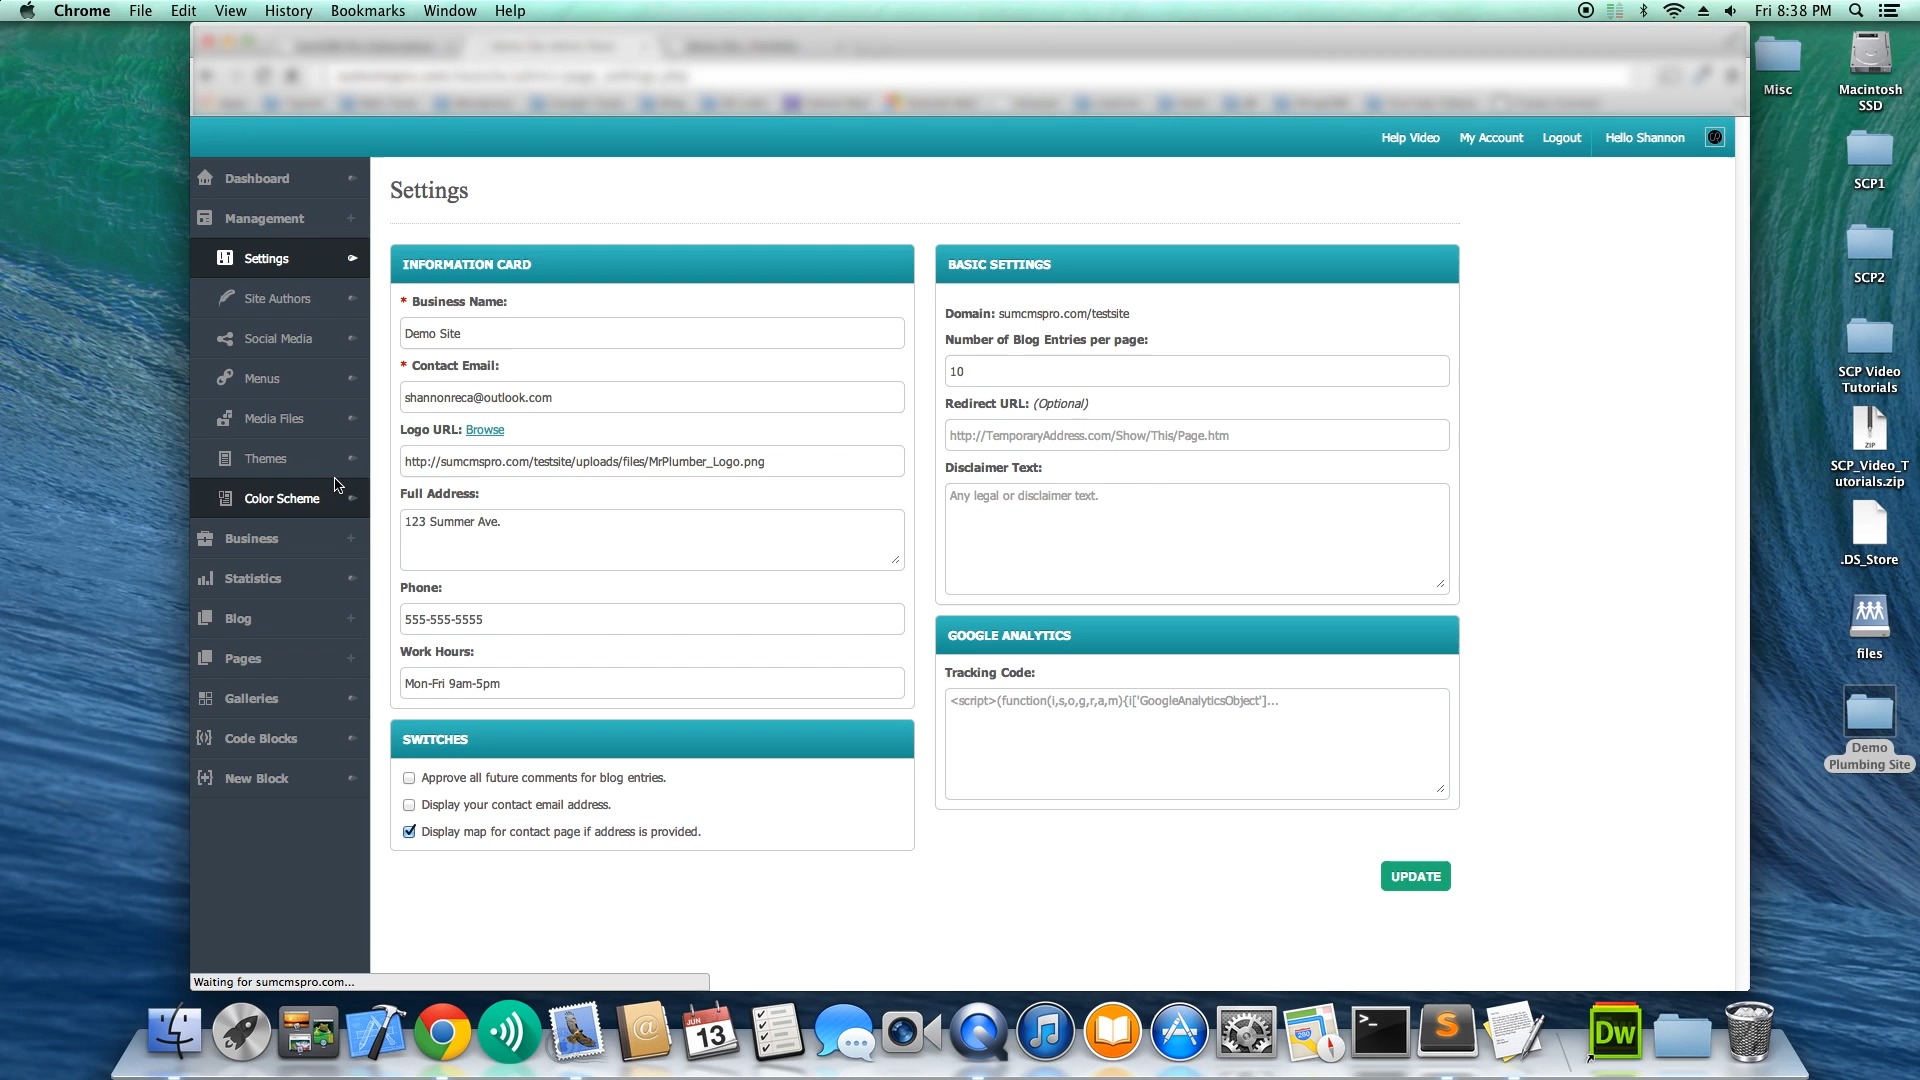 Chrome File Edit View History Bookmarks Window Help
Fri 8:38 PM
Help Video My Account Logout Hello Shannon
Dashboard
Management
Settings
Site Authors
Social Media
Menus
Media Files
Themes
Color Scheme
Business
Statistics
Blog
Pages
Galleries
Code Blocks
New Block
Settings
INFORMATION CARD
* Business Name:
Demo Site
* Contact Email:
shannonreca@outlook.com
Logo URL: Browse
http://sumcmspro.com/testsite/uploads/files/MrPlumber_Logo.png
Full Address:
123 Summer Ave.
Phone:
555-555-5555
Work Hours:
Mon-Fri 9am-5pm
SWITCHES
Approve all future comments for blog entries.
Display your contact email address.
Display map for contact page if address is provided.
BASIC SETTINGS
Domain: sumcmspro.com/testsite
Number of Blog Entries per page:
10
Redirect URL: (Optional)
http://TemporaryAddress.com/Show/This/Page.htm
Disclaimer Text:
Any legal or disclaimer text.
GOOGLE ANALYTICS
Tracking Code:
<script>(function(i,s,o,g,r,a,m){i['GoogleAnalyticsObject']...
UPDATE
Waiting for sumcmspro.com...
Misc
Macintosh
SSD
SCP1
SCP2
SCP Video
Tutorials
ZIP
SCP_Video_T
utorials.zip
.DS_Store
files
Demo
Plumbing Site
JUN
13
280
>_
S
Dw